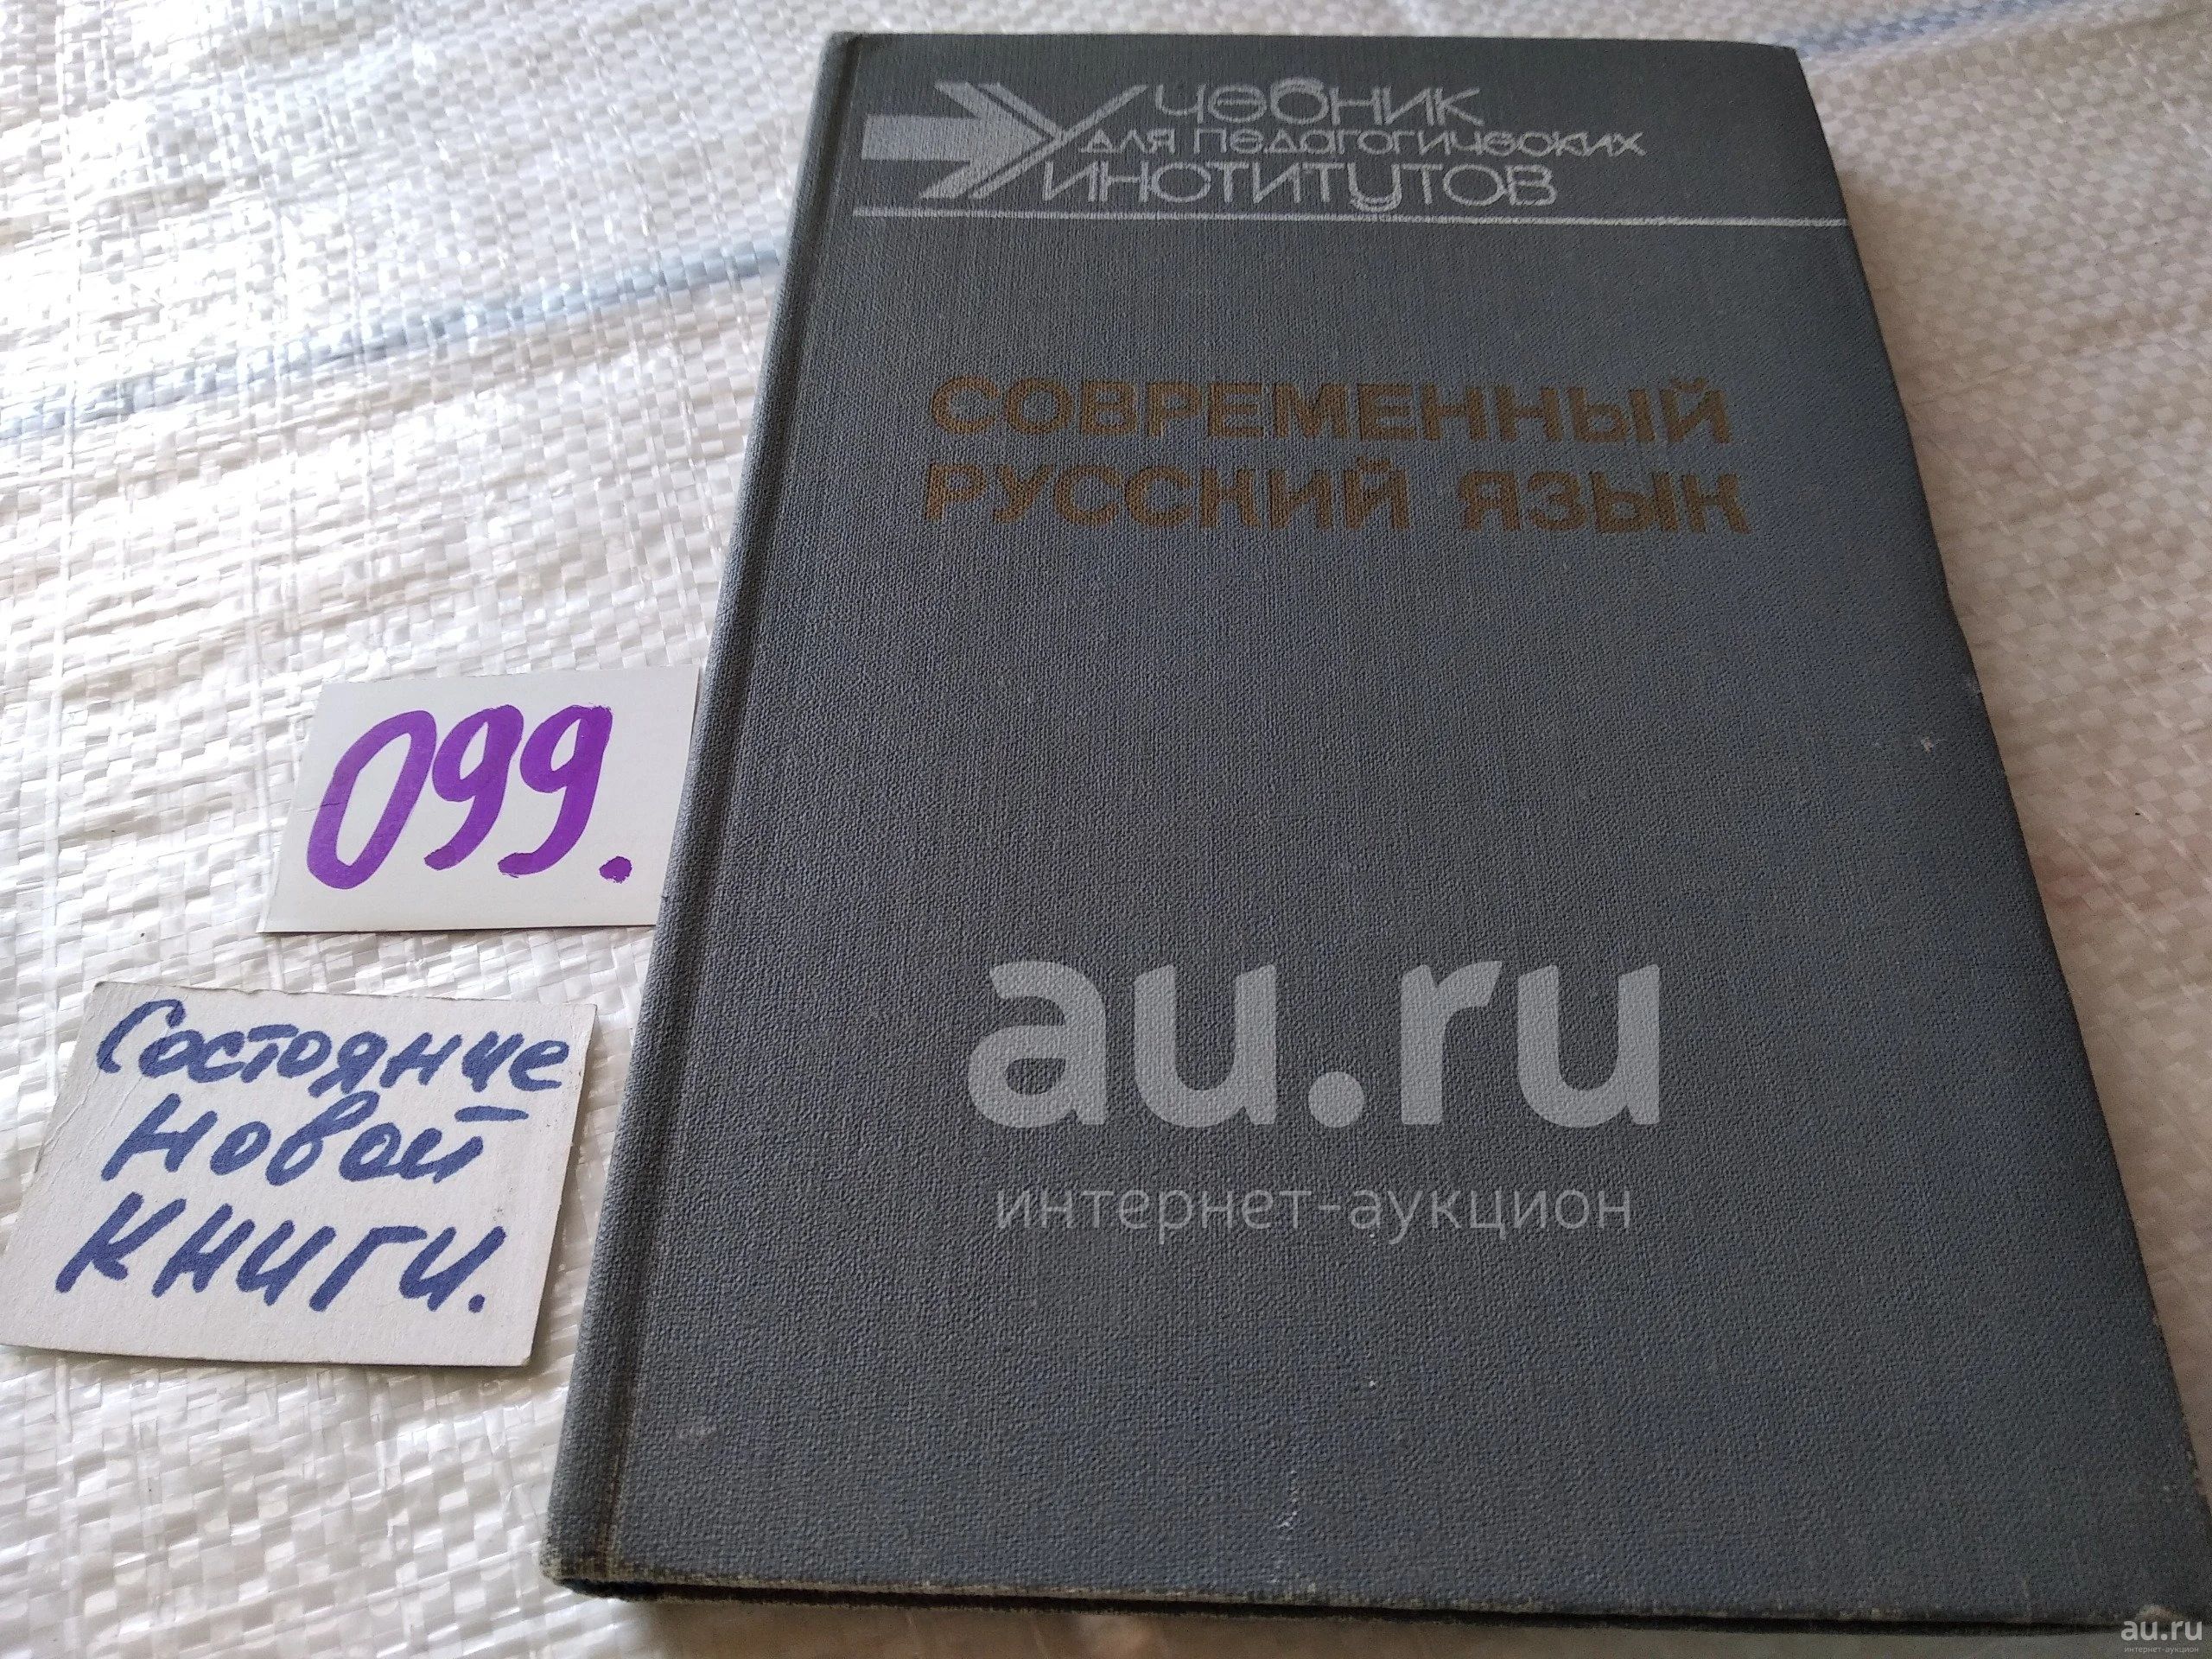 Учебник
для педагогических
институтов
СОВРЕМЕННЫЙ
РУССКИЙ ЯЗЫК
099.
Состояние
новой
книги.
au.ru
интернет-аукцион
au.ru
интернет-аукцион